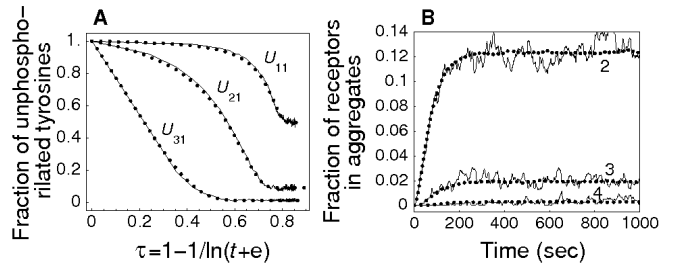 A
Fraction of unphospho-
rilated tyrosines
1
0.8
0.6
0.4
0.2
0
U11
U21
U31
0 0.2 0.4 0.6 0.8
τ=1−1/ln(t+e)
B
Fraction of receptors
in aggregates
0.14
0.12
0.1
0.08
0.06
0.04
0.02
0
2
3
4
0 200 400 600 800 1000
Time (sec)